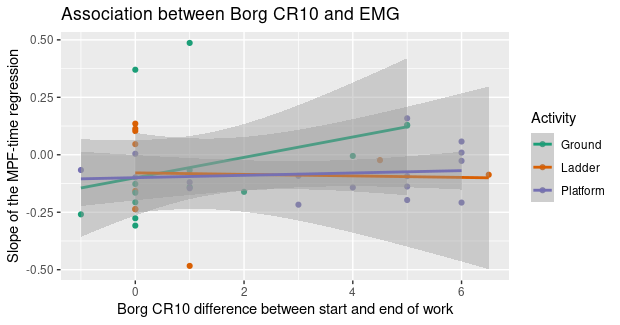 Association between Borg CR10 and EMG
Slope of the MPF-time regression
0.50
0.25
0.00
-0.25
-0.50
0
2
4
6
Borg CR10 difference between start and end of work
Activity
Ground
Ladder
Platform